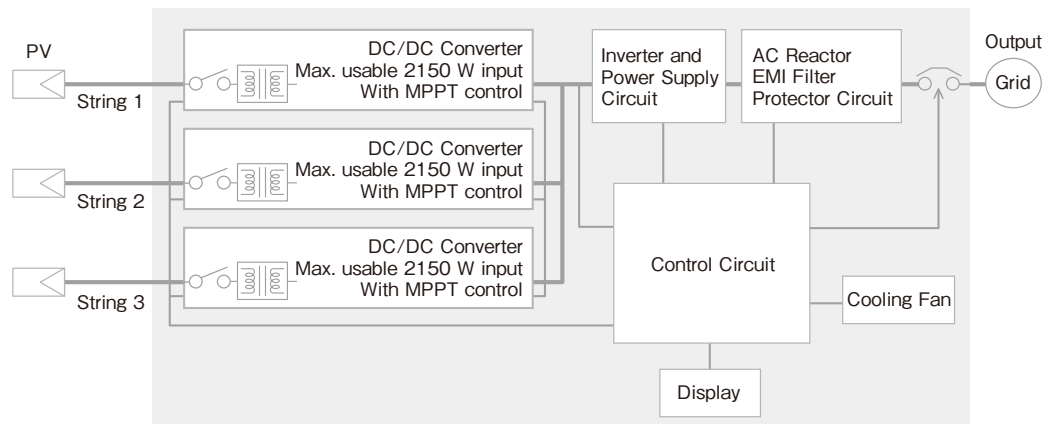 PV
String 1
DC/DC Converter
Max. usable 2150 W input
With MPPT control
Inverter and
Power Supply
Circuit
AC Reactor
EMI Filter
Protector Circuit
Output
Grid
String 2
DC/DC Converter
Max. usable 2150 W input
With MPPT control
String 3
DC/DC Converter
Max. usable 2150 W input
With MPPT control
Control Circuit
Cooling Fan
Display